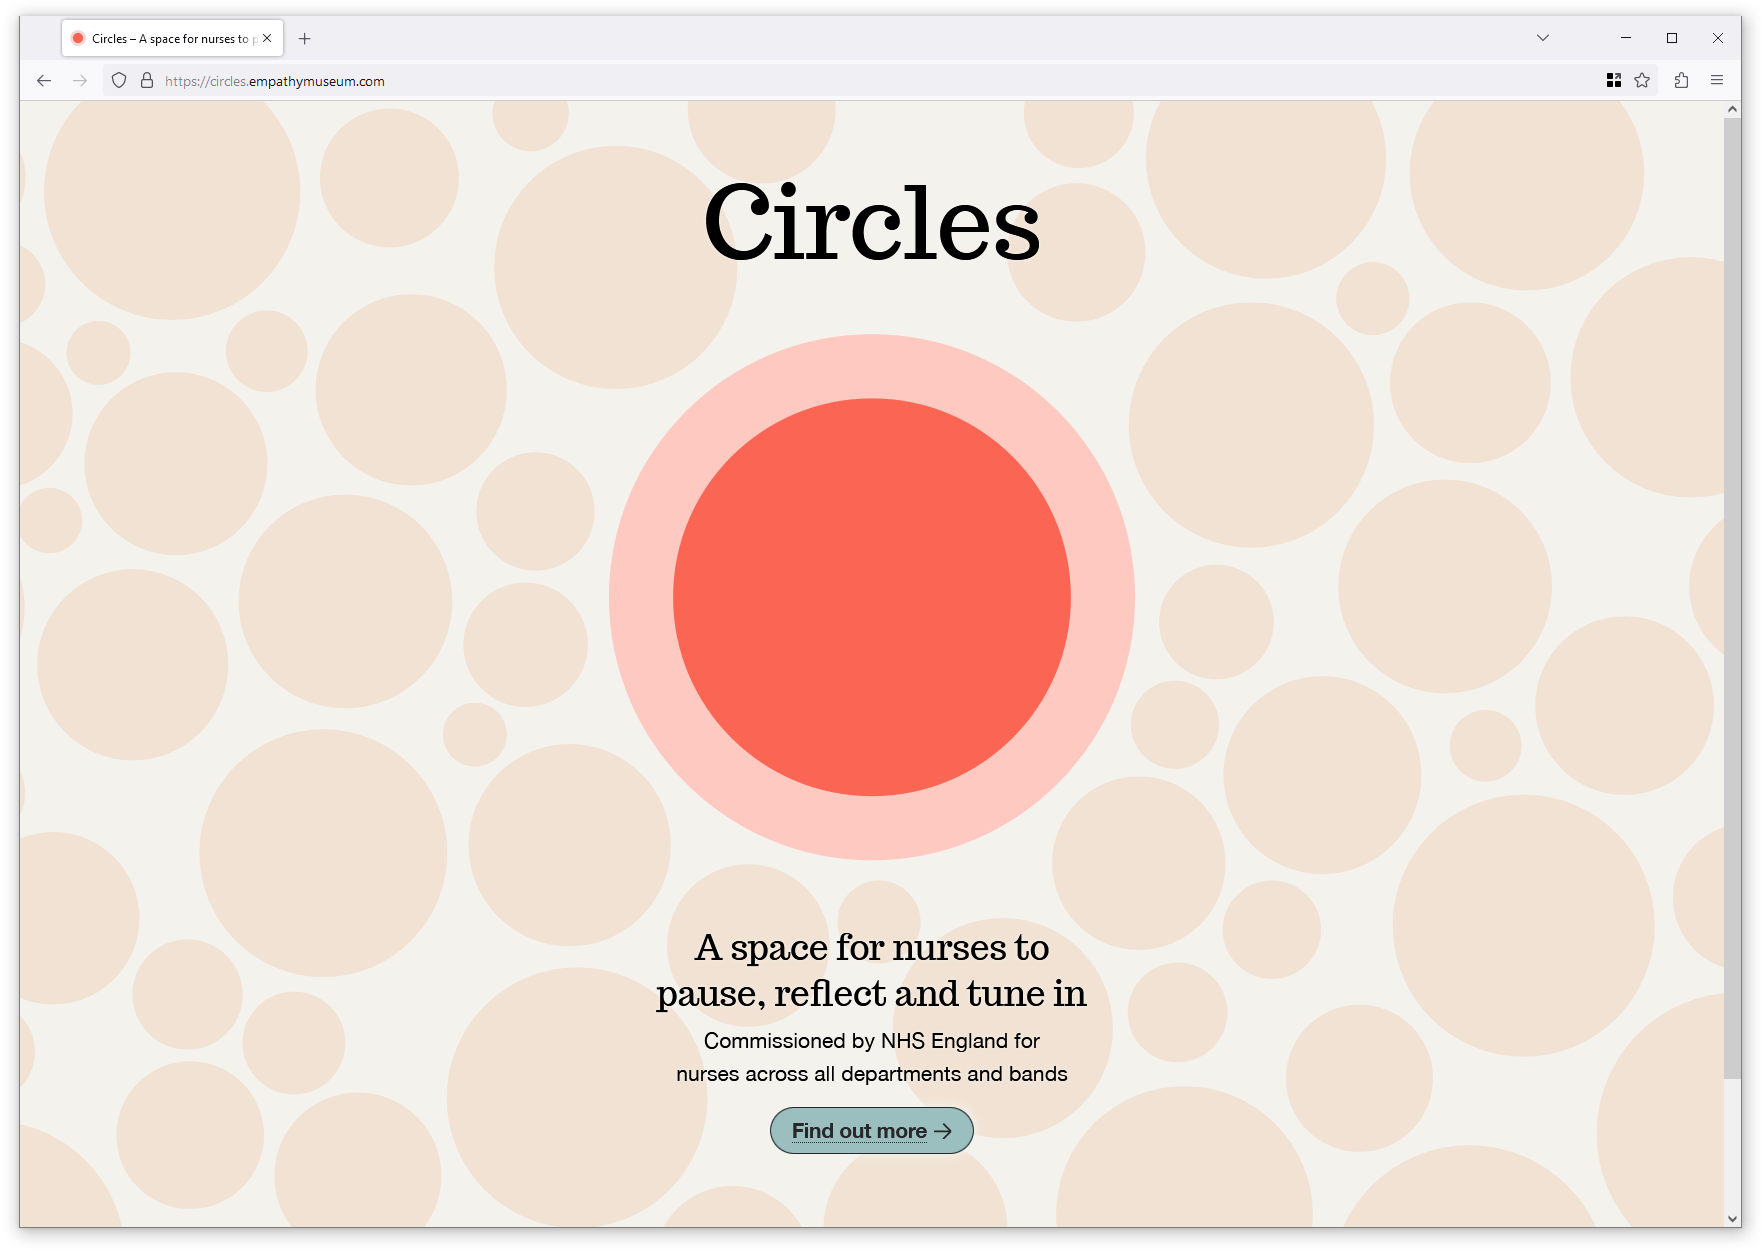 Circles – A space for nurses to p
https://circles.empathymuseum.com
Circles
A space for nurses to
pause, reflect and tune in
Commissioned by NHS England for
nurses across all departments and bands
Find out more →